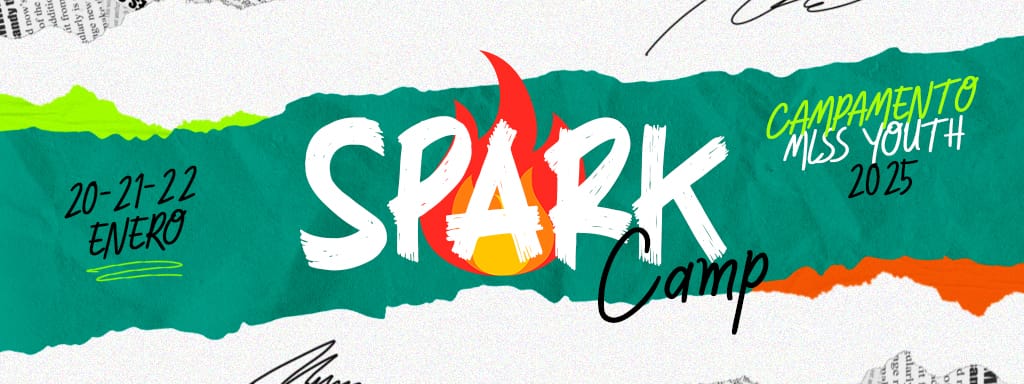 20-21-22
ENERO
SPARK
Camp
CAMPAMENTO
MLSS YOUTH
2025